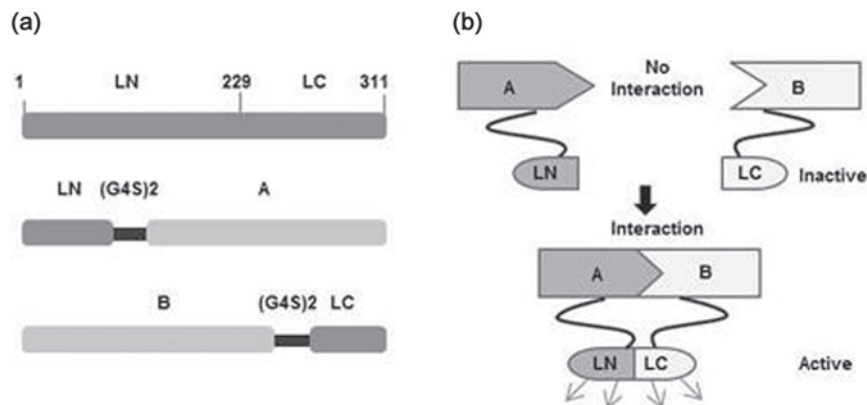 (a)
1 LN 229 LC 311
LN (G4S)2 A
B (G4S)2 LC
(b)
A No B
Interaction
LN LC Inactive
Interaction
A B
LN LC Active